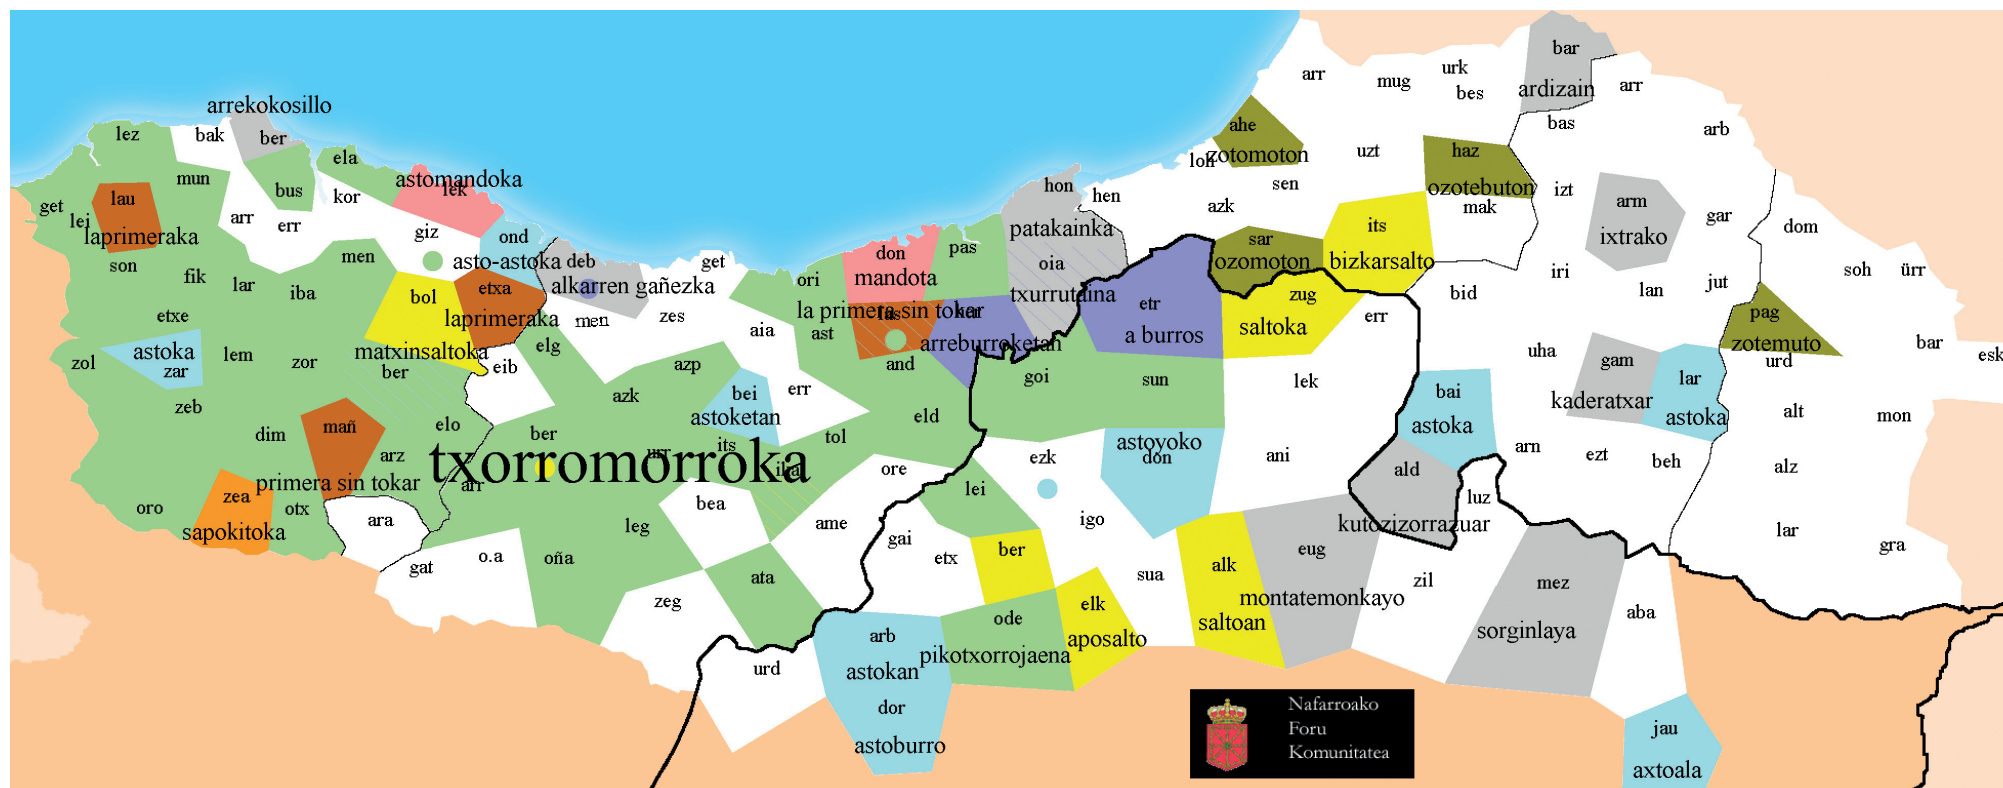 arrekokosillo
lez
bak
ber
ela
mun
bus
kor
astomandoka
lek
get
lau
lei
laprimeraka
arr
err
giz
ond
son
fik
lar
iba
men
asto-astoka
deb
get
alkarren gañezka
etxe
bol
etxa
laprimeraka
men
zes
astoka
zar
zol
lem
zor
matxinsaltoka
ber
eib
elg
zeb
dim
mañ
elo
arz
primera sin tokar
oro
zea
sapokitoka
otx
ara
arr
gat
o.a
oña
txorromorroka
ber
azk
azp
bei
astoketan
its
urr
aia
err
tol
leg
bea
zeg
ata
ame
ore
ori
ast
don
mandota
pas
la primera sin tokar
arreburroketan
and
eld
hon
hen
patakainka
oia
txurrutaina
goi
etr
a burros
sun
ahe
zotomoton
sen
azk
arr
mug
urk
bes
uzt
haz
ozotebuton
mak
sar
ozomoton
its
bizkarsalto
zug
saltoka
err
lek
bar
ardizain
arr
bas
arb
izt
arm
ixtrako
gar
iri
lan
jut
bid
uha
gam
kaderatxar
lar
astoka
bai
astoka
arn
ezt
beh
dom
soh
ürr
pag
zotemuto
urd
bar
esk
alt
mon
alz
lar
gra
ezk
astoyoko
don
ani
lei
igo
gai
etx
ber
sua
alk
saltoan
eug
montatemonkayo
ald
kutozizorrazuar
luz
zil
mez
sorginlaya
aba
ode
pikotxorrojaena
elk
aposalto
arb
astokan
dor
astoburro
urd
jau
axtoala
Nafarroako
Foru
Komunitatea